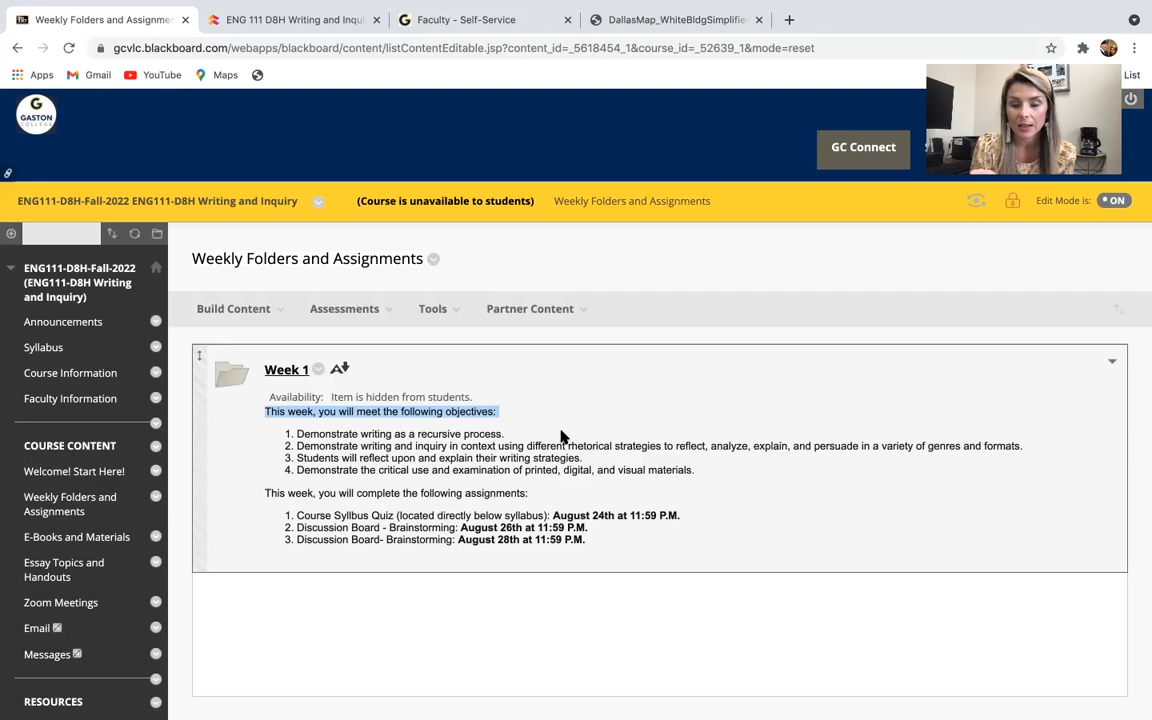 Weekly Folders and Assignmen
ENG 111 D8H Writing and Inqui
Faculty - Self-Service
DallasMap_WhiteBldgSimplifie
gcvlc.blackboard.com/webapps/blackboard/content/listContentEditable.jsp?content_id=_5618454_1&course_id=_52639_1&mode=reset
Apps
Gmail
YouTube
Maps
List
G
GASTON
COLLEGE
GC Connect
ENG111-D8H-Fall-2022 ENG111-D8H Writing and Inquiry
(Course is unavailable to students)
Weekly Folders and Assignments
Edit Mode is:
ON
ENG111-D8H-Fall-2022
(ENG111-D8H Writing
and Inquiry)
Announcements
Syllabus
Course Information
Faculty Information
COURSE CONTENT
Welcome! Start Here!
Weekly Folders and
Assignments
E-Books and Materials
Essay Topics and
Handouts
Zoom Meetings
Email
Messages
RESOURCES
Weekly Folders and Assignments
Build Content
Assessments
Tools
Partner Content
Week 1
Availability: Item is hidden from students.
This week, you will meet the following objectives:
1. Demonstrate writing as a recursive process.
2. Demonstrate writing and inquiry in context using different rhetorical strategies to reflect, analyze, explain, and persuade in a variety of genres and formats.
3. Students will reflect upon and explain their writing strategies.
4. Demonstrate the critical use and examination of printed, digital, and visual materials.
This week, you will complete the following assignments:
1. Course Syllbus Quiz (located directly below syllabus): August 24th at 11:59 P.M.
2. Discussion Board - Brainstorming: August 26th at 11:59 P.M.
3. Discussion Board- Brainstorming: August 28th at 11:59 P.M.